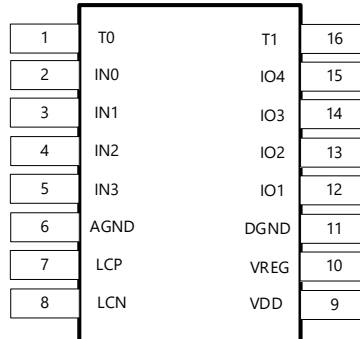 1 T0 T1 16
2 IN0 IO4 15
3 IN1 IO3 14
4 IN2 IO2 13
5 IN3 IO1 12
6 AGND DGND 11
7 LCP VREG 10
8 LCN VDD 9